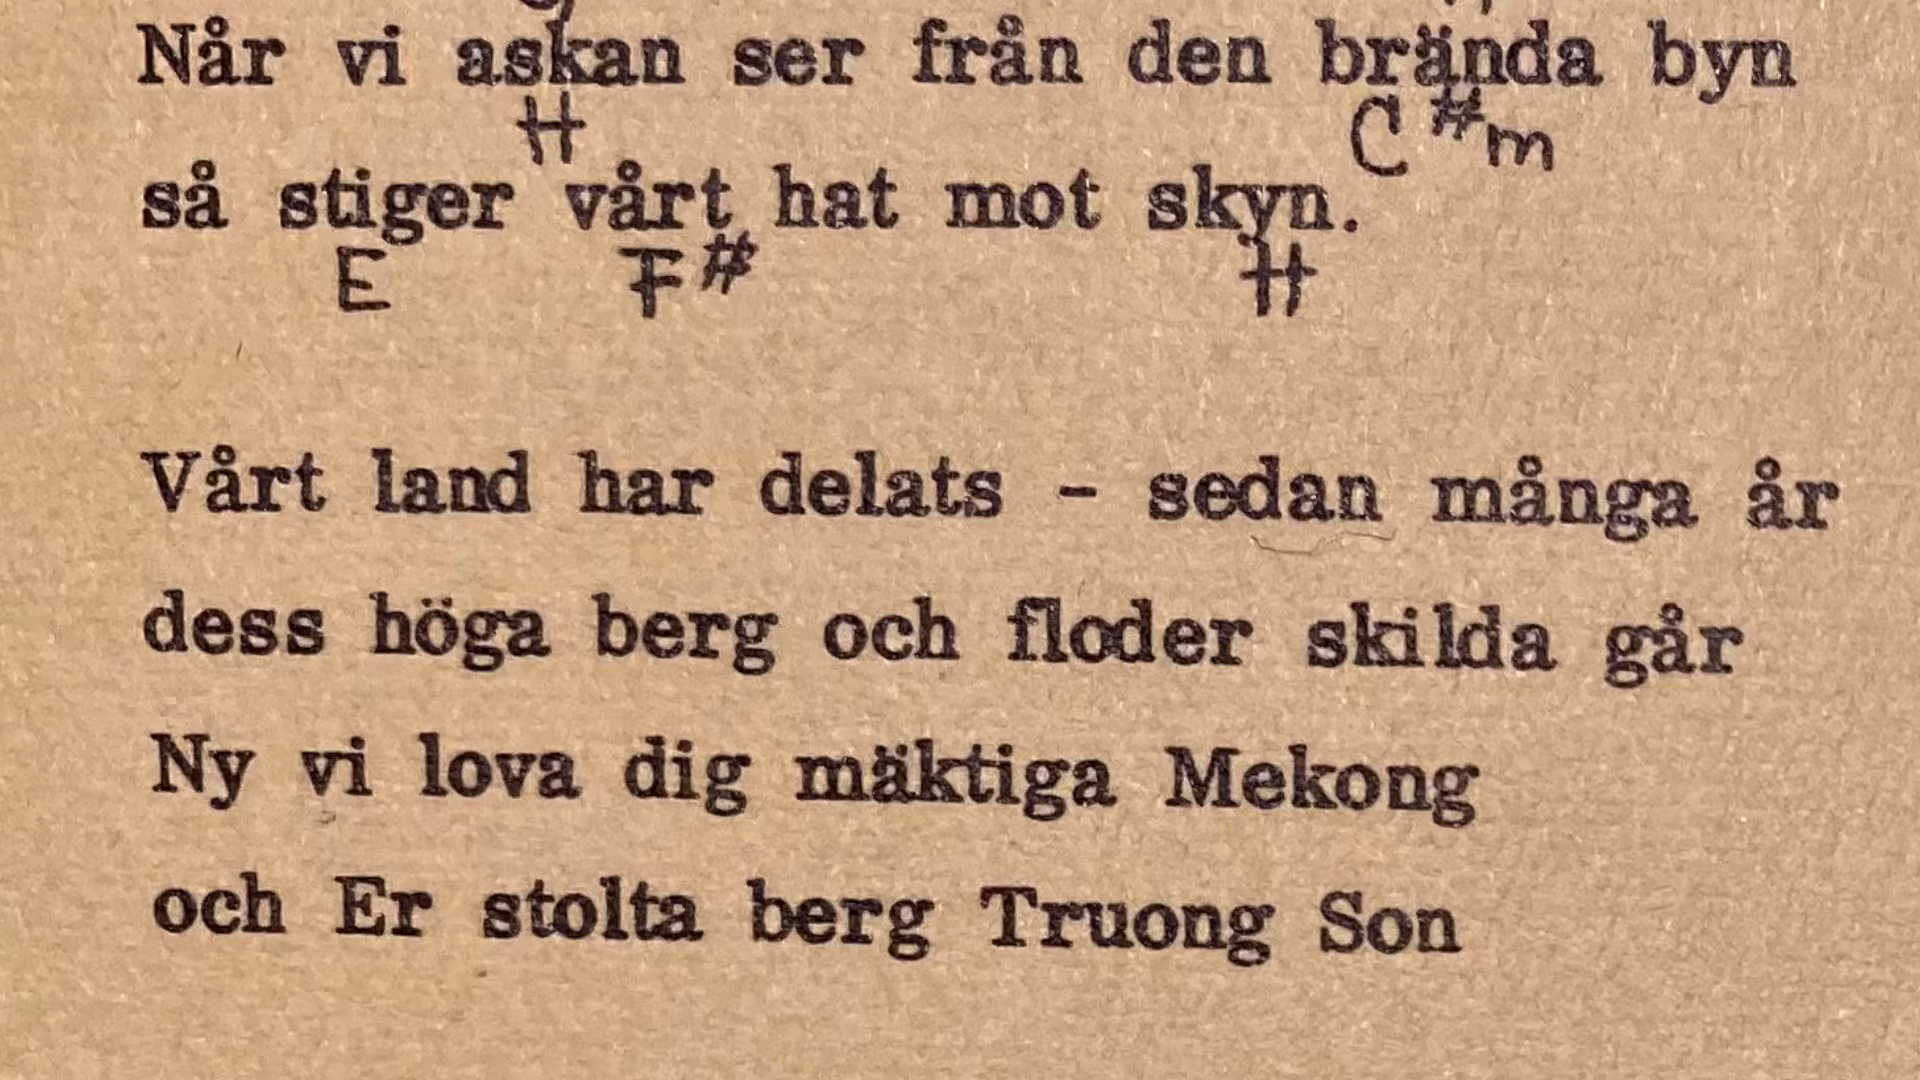 Når vi askan ser från den brända byn
H C#m
så stiger vårt hat mot skyn.
E F# H
Vårt land har delats - sedan många år
dess höga berg och floder skilda går
Ny vi lova dig mäktiga Mekong
och Er stolta berg Truong Son